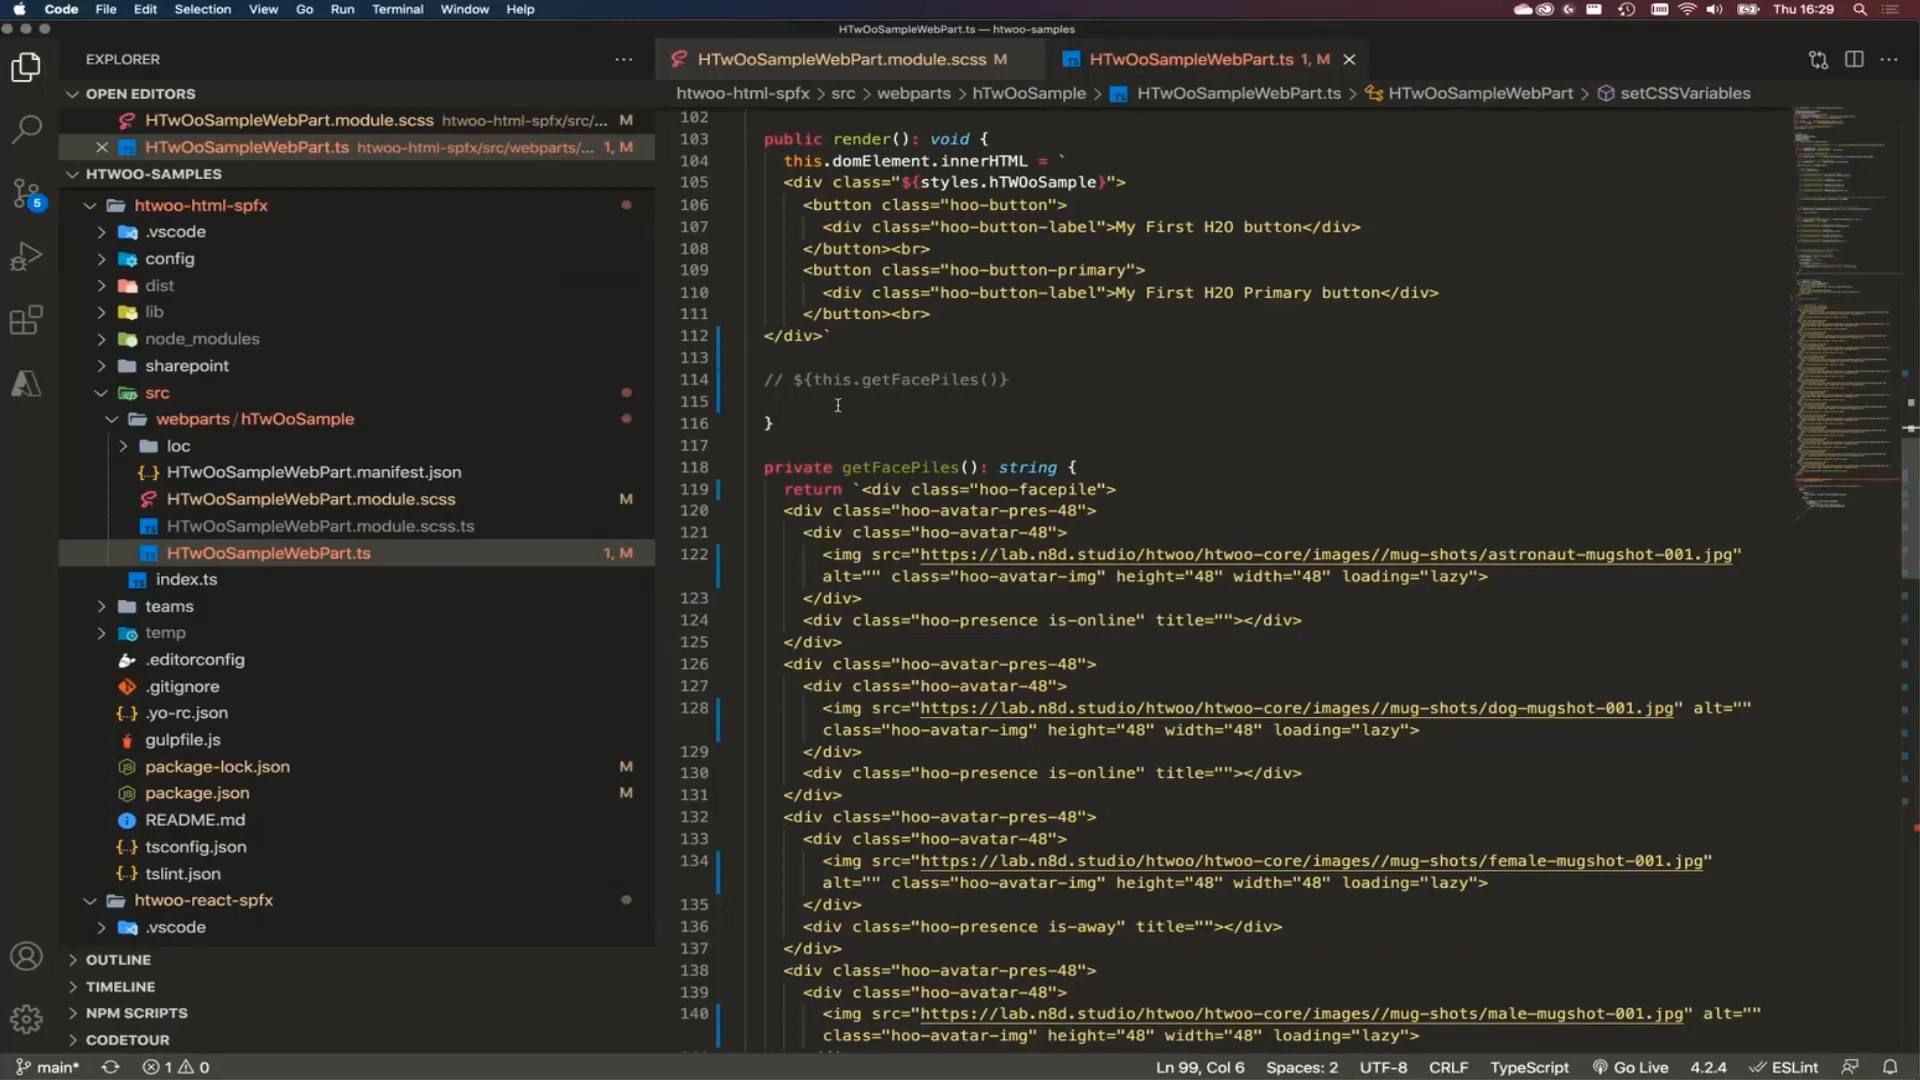 Code File Edit Selection View Go Run Terminal Window Help Thu 16:29
HTwOoSampleWebPart.ts — htwoo-samples
EXPLORER
OPEN EDITORS
HTwOoSampleWebPart.module.scss htwoo-html-spfx/src/... M
HTwOoSampleWebPart.ts htwoo-html-spfx/src/webparts/... 1, M
HTWOO-SAMPLES
htwoo-html-spfx
.vscode
config
dist
lib
node_modules
sharepoint
src
webparts/hTwOoSample
loc
HTwOoSampleWebPart.manifest.json
HTwOoSampleWebPart.module.scss M
HTwOoSampleWebPart.module.scss.ts
HTwOoSampleWebPart.ts 1, M
index.ts
teams
temp
.editorconfig
.gitignore
.yo-rc.json
gulpfile.js
package-lock.json M
package.json M
README.md
tsconfig.json
tslint.json
htwoo-react-spfx
.vscode
OUTLINE
TIMELINE
NPM SCRIPTS
CODETOUR
5
HTwOoSampleWebPart.module.scss M HTwOoSampleWebPart.ts 1, M
htwoo-html-spfx > src > webparts > hTwOoSample > HTwOoSampleWebPart.ts > HTwOoSampleWebPart > setCSSVariables
102
103 public render(): void {
104 this.domElement.innerHTML = `
105 <div class="${styles.hTWOoSample}">
106 <button class="hoo-button">
107 <div class="hoo-button-label">My First H2O button</div>
108 </button><br>
109 <button class="hoo-button-primary">
110 <div class="hoo-button-label">My First H2O Primary button</div>
111 </button><br>
112 </div>`
113
114 // ${this.getFacePiles()}
115
116 }
117
118 private getFacePiles(): string {
119 return `<div class="hoo-facepile">
120 <div class="hoo-avatar-pres-48">
121 <div class="hoo-avatar-48">
122 <img src="https://lab.n8d.studio/htwoo/htwoo-core/images//mug-shots/astronaut-mugshot-001.jpg"
alt="" class="hoo-avatar-img" height="48" width="48" loading="lazy">
123 </div>
124 <div class="hoo-presence is-online" title=""></div>
125 </div>
126 <div class="hoo-avatar-pres-48">
127 <div class="hoo-avatar-48">
128 <img src="https://lab.n8d.studio/htwoo/htwoo-core/images//mug-shots/dog-mugshot-001.jpg" alt=""
class="hoo-avatar-img" height="48" width="48" loading="lazy">
129 </div>
130 <div class="hoo-presence is-online" title=""></div>
131 </div>
132 <div class="hoo-avatar-pres-48">
133 <div class="hoo-avatar-48">
134 <img src="https://lab.n8d.studio/htwoo/htwoo-core/images//mug-shots/female-mugshot-001.jpg"
alt="" class="hoo-avatar-img" height="48" width="48" loading="lazy">
135 </div>
136 <div class="hoo-presence is-away" title=""></div>
137 </div>
138 <div class="hoo-avatar-pres-48">
139 <div class="hoo-avatar-48">
140 <img src="https://lab.n8d.studio/htwoo/htwoo-core/images//mug-shots/male-mugshot-001.jpg" alt=""
class="hoo-avatar-img" height="48" width="48" loading="lazy">
main* 1 0 Ln 99, Col 6 Spaces: 2 UTF-8 CRLF TypeScript Go Live 4.2.4 ESLint